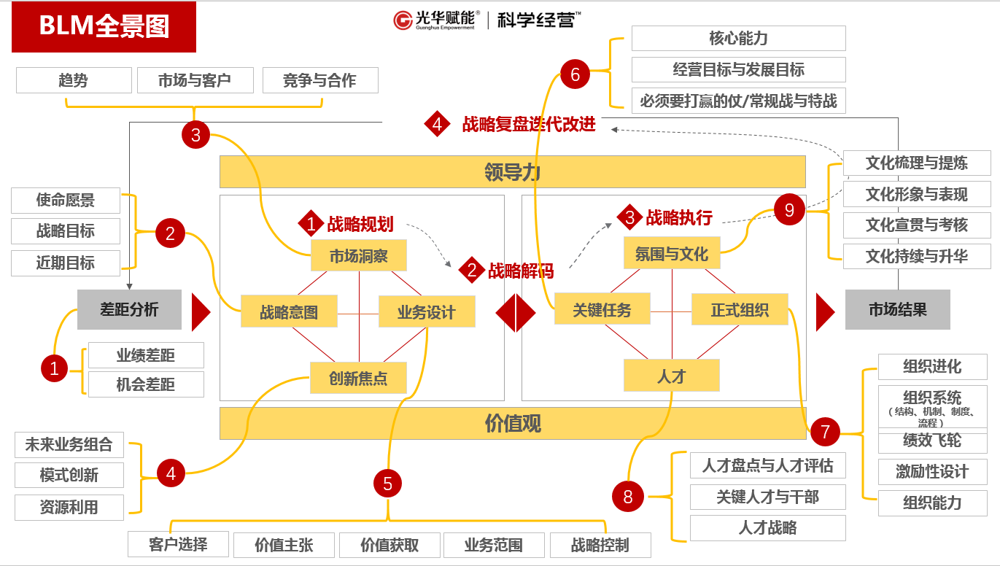 BLM全景图
光华赋能®
Guanghua Empowerment
科学经营™
核心能力
经营目标与发展目标
必须要打赢的仗/常规战与特战
6
趋势
市场与客户
竞争与合作
3
4
战略复盘迭代改进
领导力
文化梳理与提炼
文化形象与表现
文化宣贯与考核
文化持续与升华
9
使命愿景
战略目标
近期目标
2
1
战略规划
市场洞察
战略意图
业务设计
创新焦点
2
战略解码
3
战略执行
氛围与文化
关键任务
正式组织
人才
差距分析
市场结果
1
业绩差距
机会差距
价值观
组织进化
组织系统
（结构、机制、制度、
流程）
绩效飞轮
激励性设计
组织能力
7
未来业务组合
模式创新
资源利用
4
5
8
人才盘点与人才评估
关键人才与干部
人才战略
客户选择
价值主张
价值获取
业务范围
战略控制